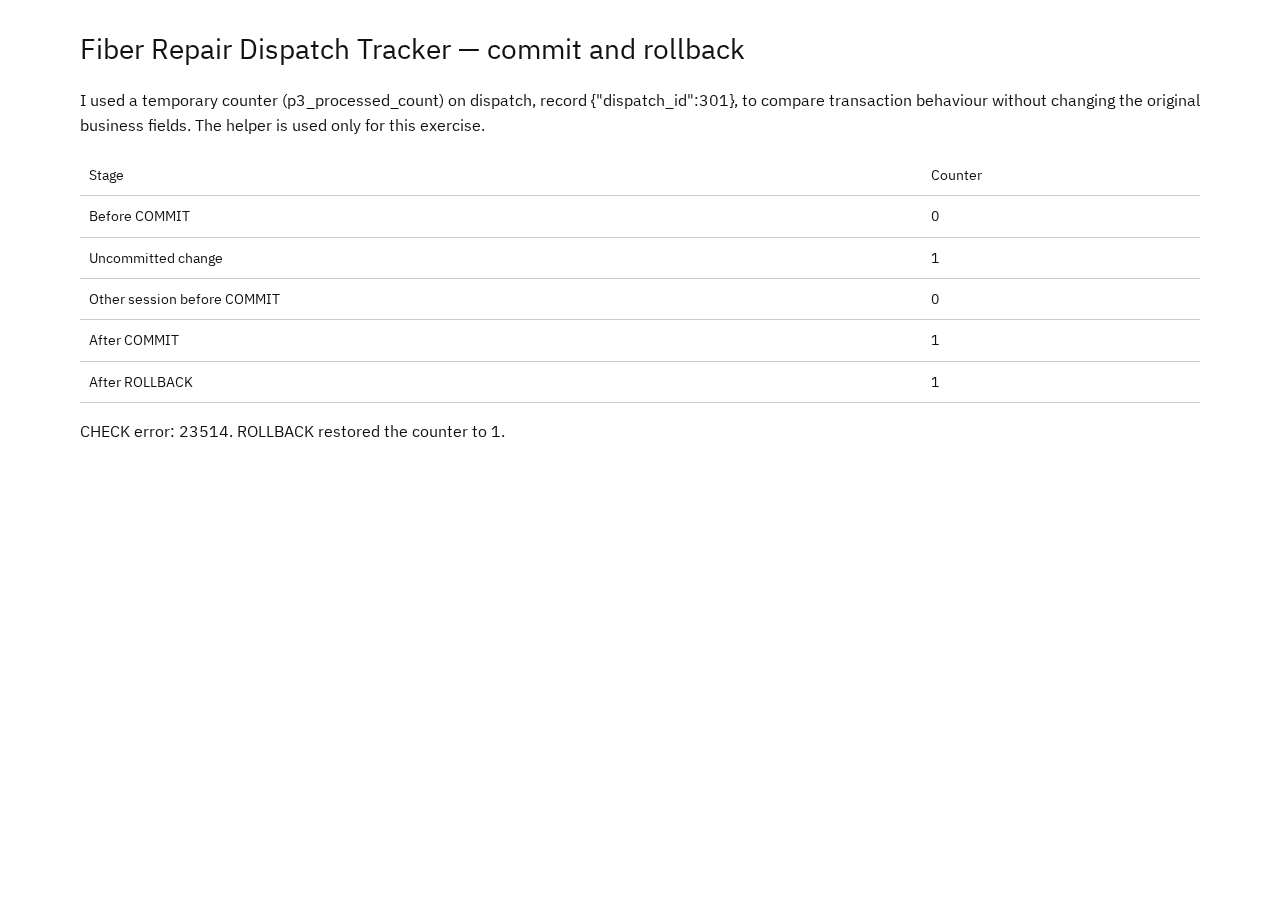 Fiber Repair Dispatch Tracker — commit and rollback
I used a temporary counter (p3_processed_count) on dispatch, record {"dispatch_id":301}, to compare transaction behaviour without changing the original
business fields. The helper is used only for this exercise.
Stage Counter
Before COMMIT 0
Uncommitted change 1
Other session before COMMIT 0
After COMMIT 1
After ROLLBACK 1
CHECK error: 23514. ROLLBACK restored the counter to 1.